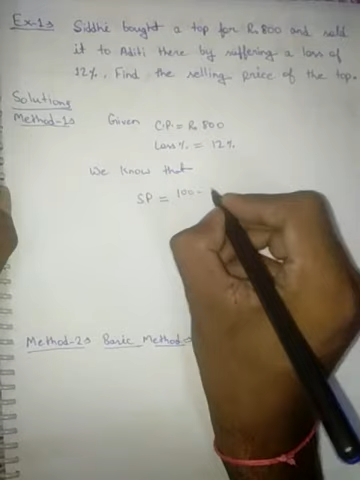 Ex-1: Siddhi bought a top for Rs 800 and sold
it to Aditi there by suffering a loss of
12%. Find the selling price of the top.
Solution:
Method-1: Given C.P. = Rs 800
Loss% = 12%
We know that
SP = 100-
Method-2: Basic Method: